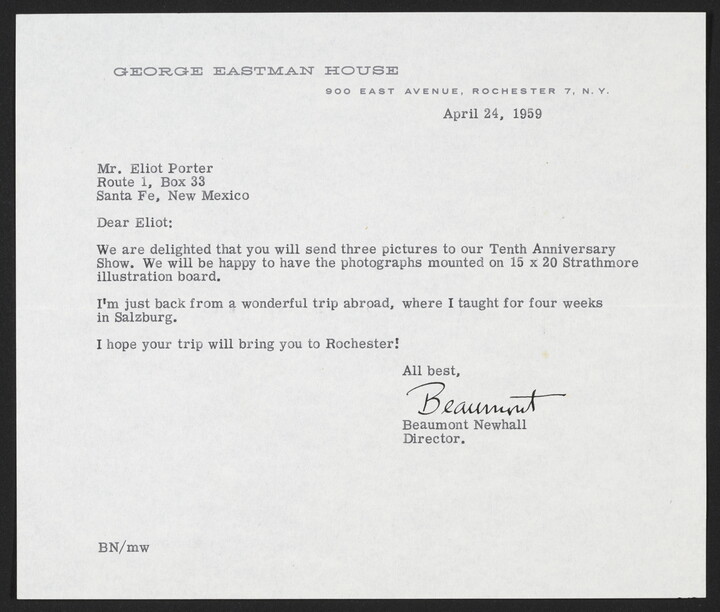 GEORGE EASTMAN HOUSE
900 EAST AVENUE, ROCHESTER 7, N.Y.
April 24, 1959
Mr. Eliot Porter
Route 1, Box 33
Santa Fe, New Mexico
Dear Eliot:
We are delighted that you will send three pictures to our Tenth Anniversary
Show. We will be happy to have the photographs mounted on 15 x 20 Strathmore
illustration board.
I'm just back from a wonderful trip abroad, where I taught for four weeks
in Salzburg.
I hope your trip will bring you to Rochester!
All best,
Beaumont
Beaumont Newhall
Director.
BN/mw